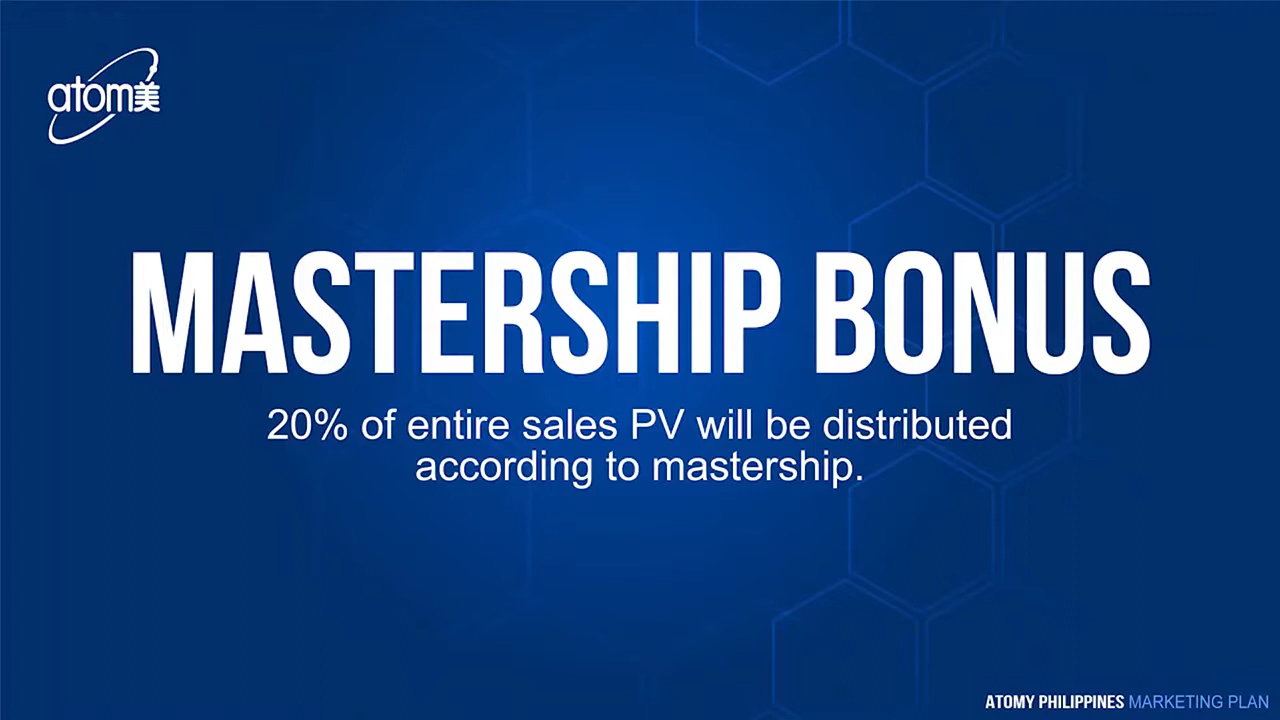 atom美
MASTERSHIP BONUS
20% of entire sales PV will be distributed
according to mastership.
ATOMY PHILIPPINES MARKETING PLAN